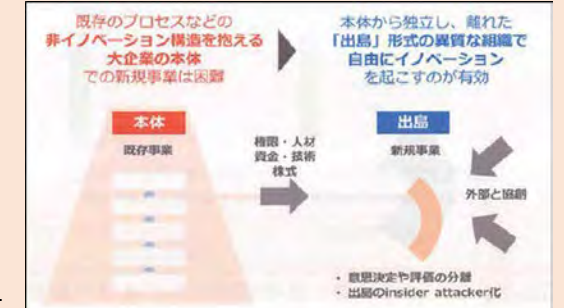 既存のプロセスなどの
非イノベーション構造を抱える
大企業の本体
での新規事業は困難
本体から独立し、離れた
「出島」形式の異質な組織で
自由にイノベーション
を起こすのが有効
本体
既存事業
権限・人材
資金・技術
株式
出島
新規事業
外部と協創
・ 意思決定や評価の分離
・ 出島のinsider attacker化